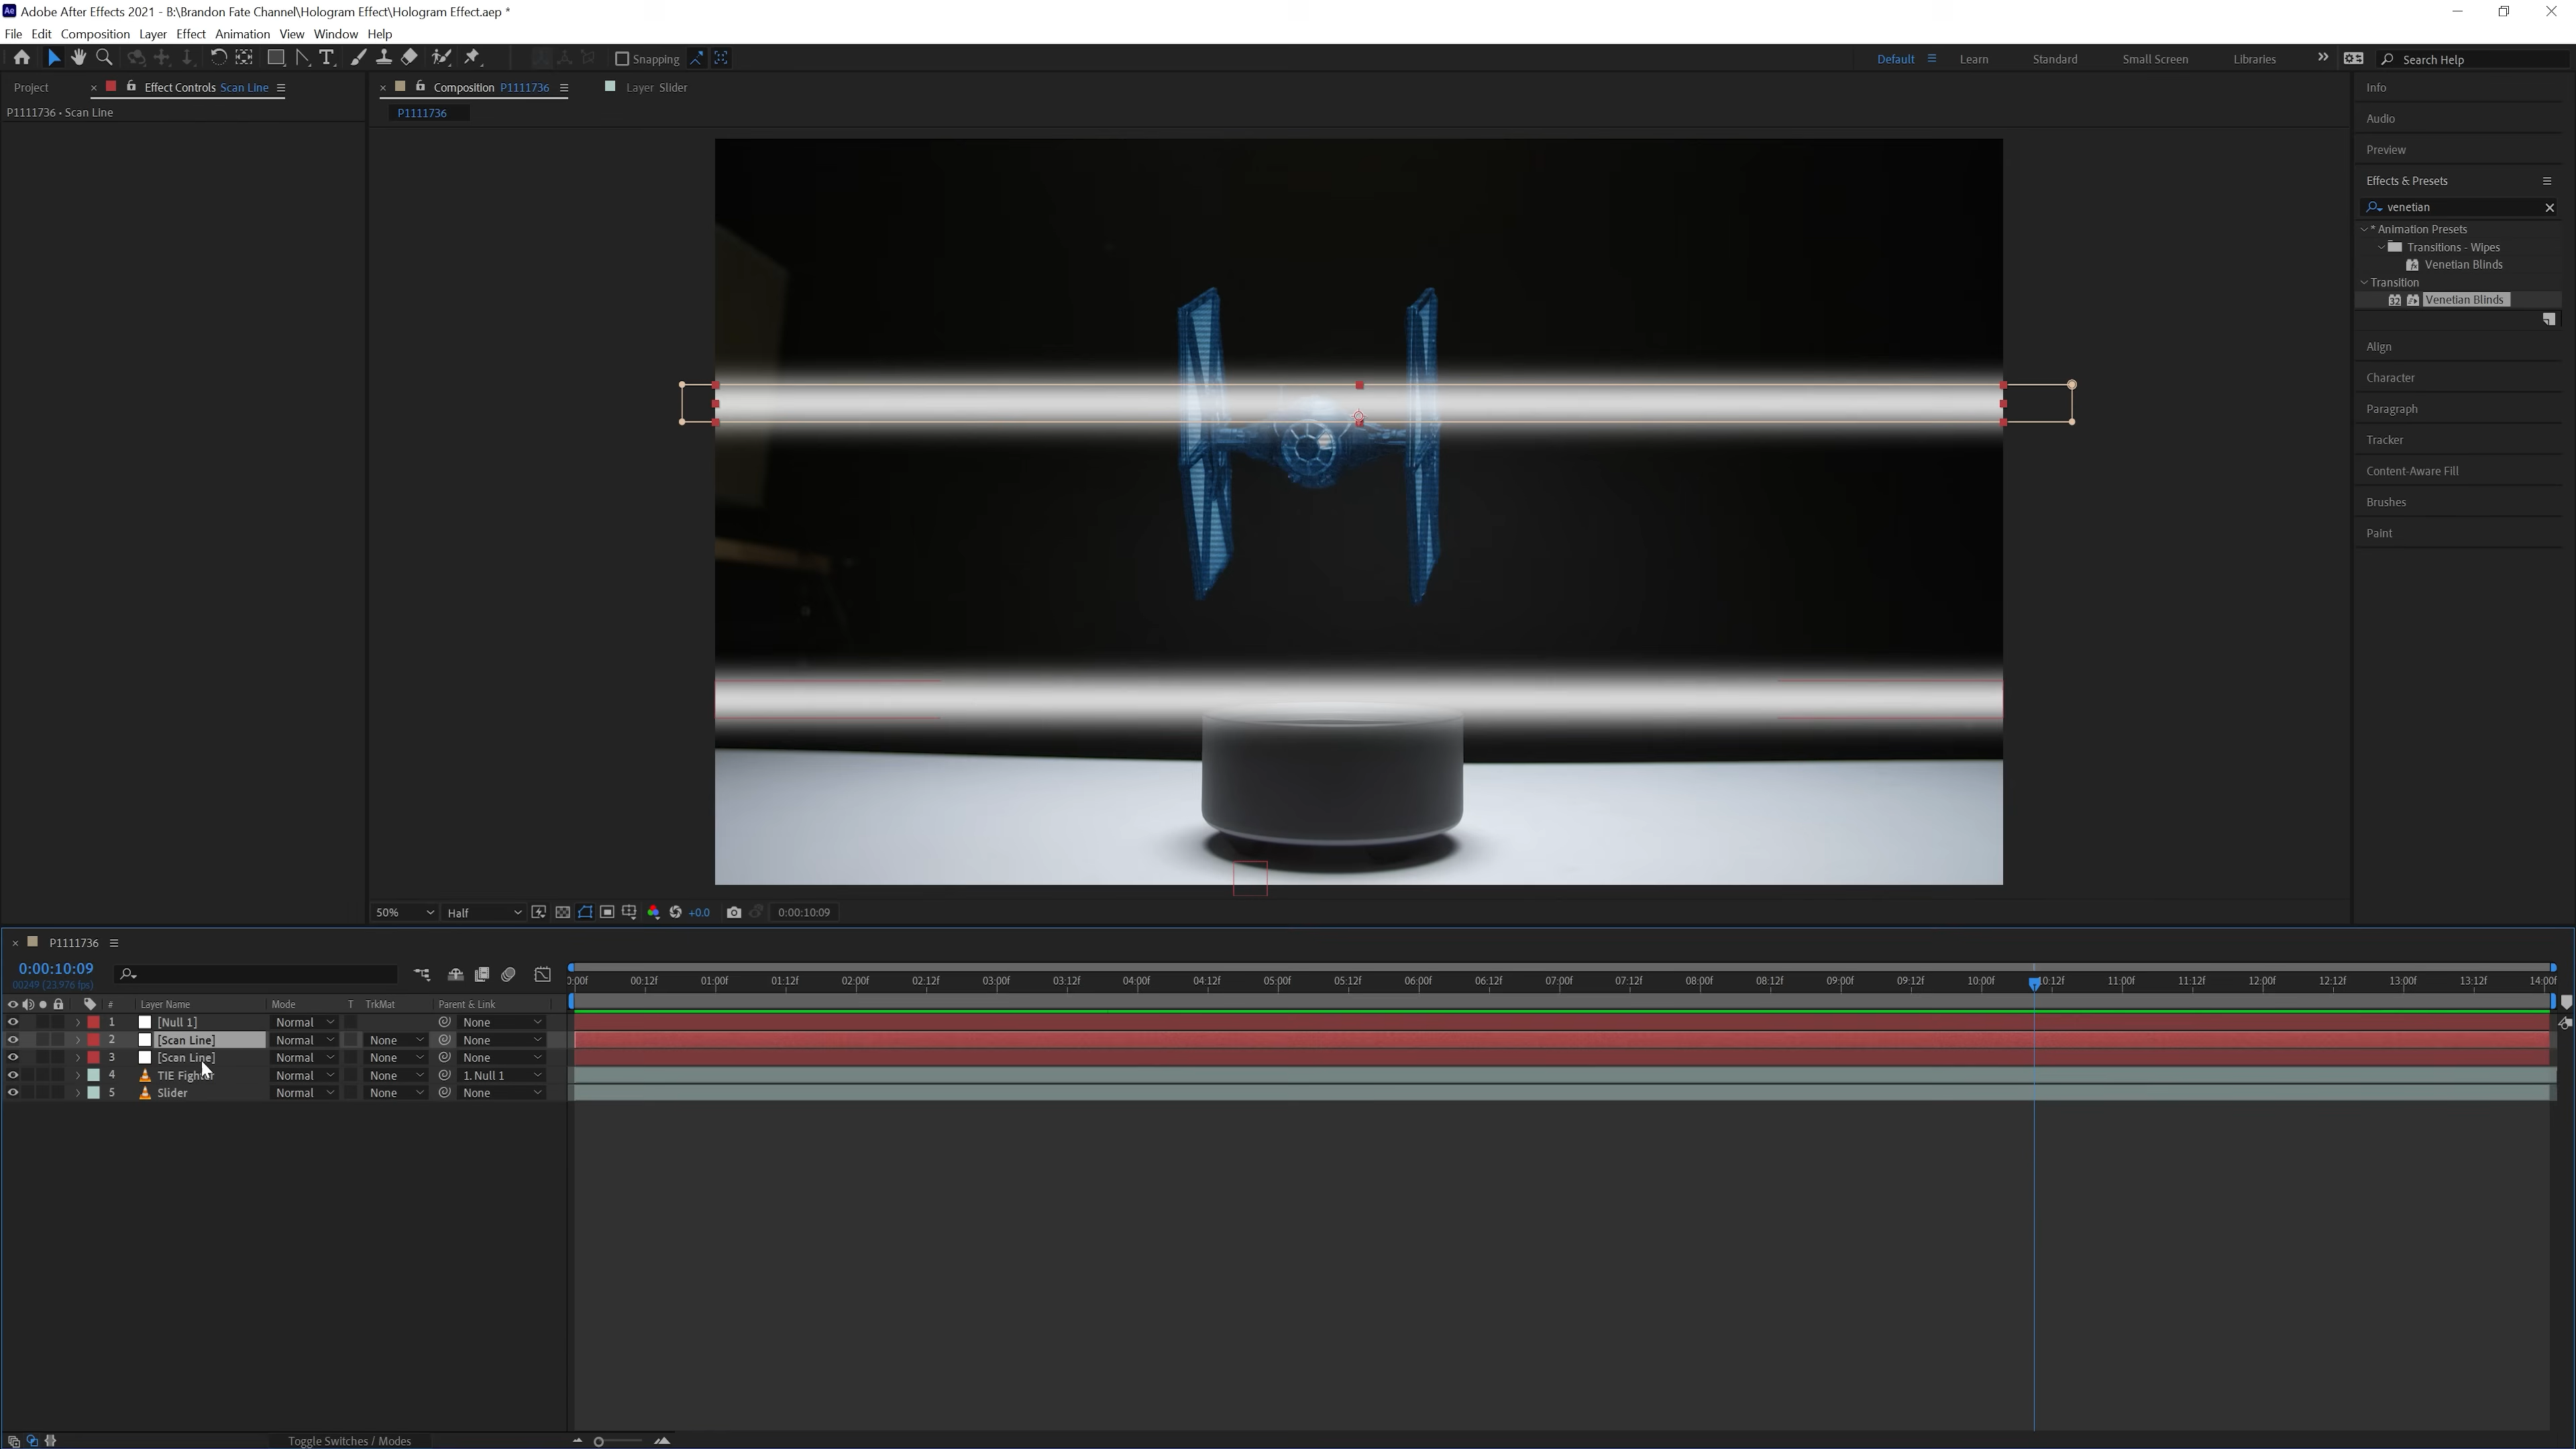 Adobe After Effects 2021 - B:\Brandon Fate Channel\Hologram Effect\Hologram Effect.aep *
File Edit Composition Layer Effect Animation View Window Help
Snapping
Default Learn Standard Small Screen Libraries Search Help
Project Effect Controls Scan Line
P1111736 • Scan Line
Composition P1111736 Layer Slider
P1111736
Info
Audio
Preview
Effects & Presets
venetian
* Animation Presets
Transitions - Wipes
Venetian Blinds
Transition
Venetian Blinds
Align
Character
Paragraph
Tracker
Content-Aware Fill
Brushes
Paint
50% Half +0.0 0:00:10:09
P1111736
0:00:10:09
00249 (23.976 fps)
0:00f 00:12f 01:00f 01:12f 02:00f 02:12f 03:00f 03:12f 04:00f 04:12f 05:00f 05:12f 06:00f 06:12f 07:00f 07:12f 08:00f 08:12f 09:00f 09:12f 10:00f 0:12f 11:00f 11:12f 12:00f 12:12f 13:00f 13:12f 14:00f
# Layer Name Mode T TrkMat Parent & Link
1 [Null 1] Normal None
2 [Scan Line] Normal None None
3 [Scan Line] Normal None None
4 TIE Fighter Normal None 1. Null 1
5 Slider Normal None None
Toggle Switches / Modes